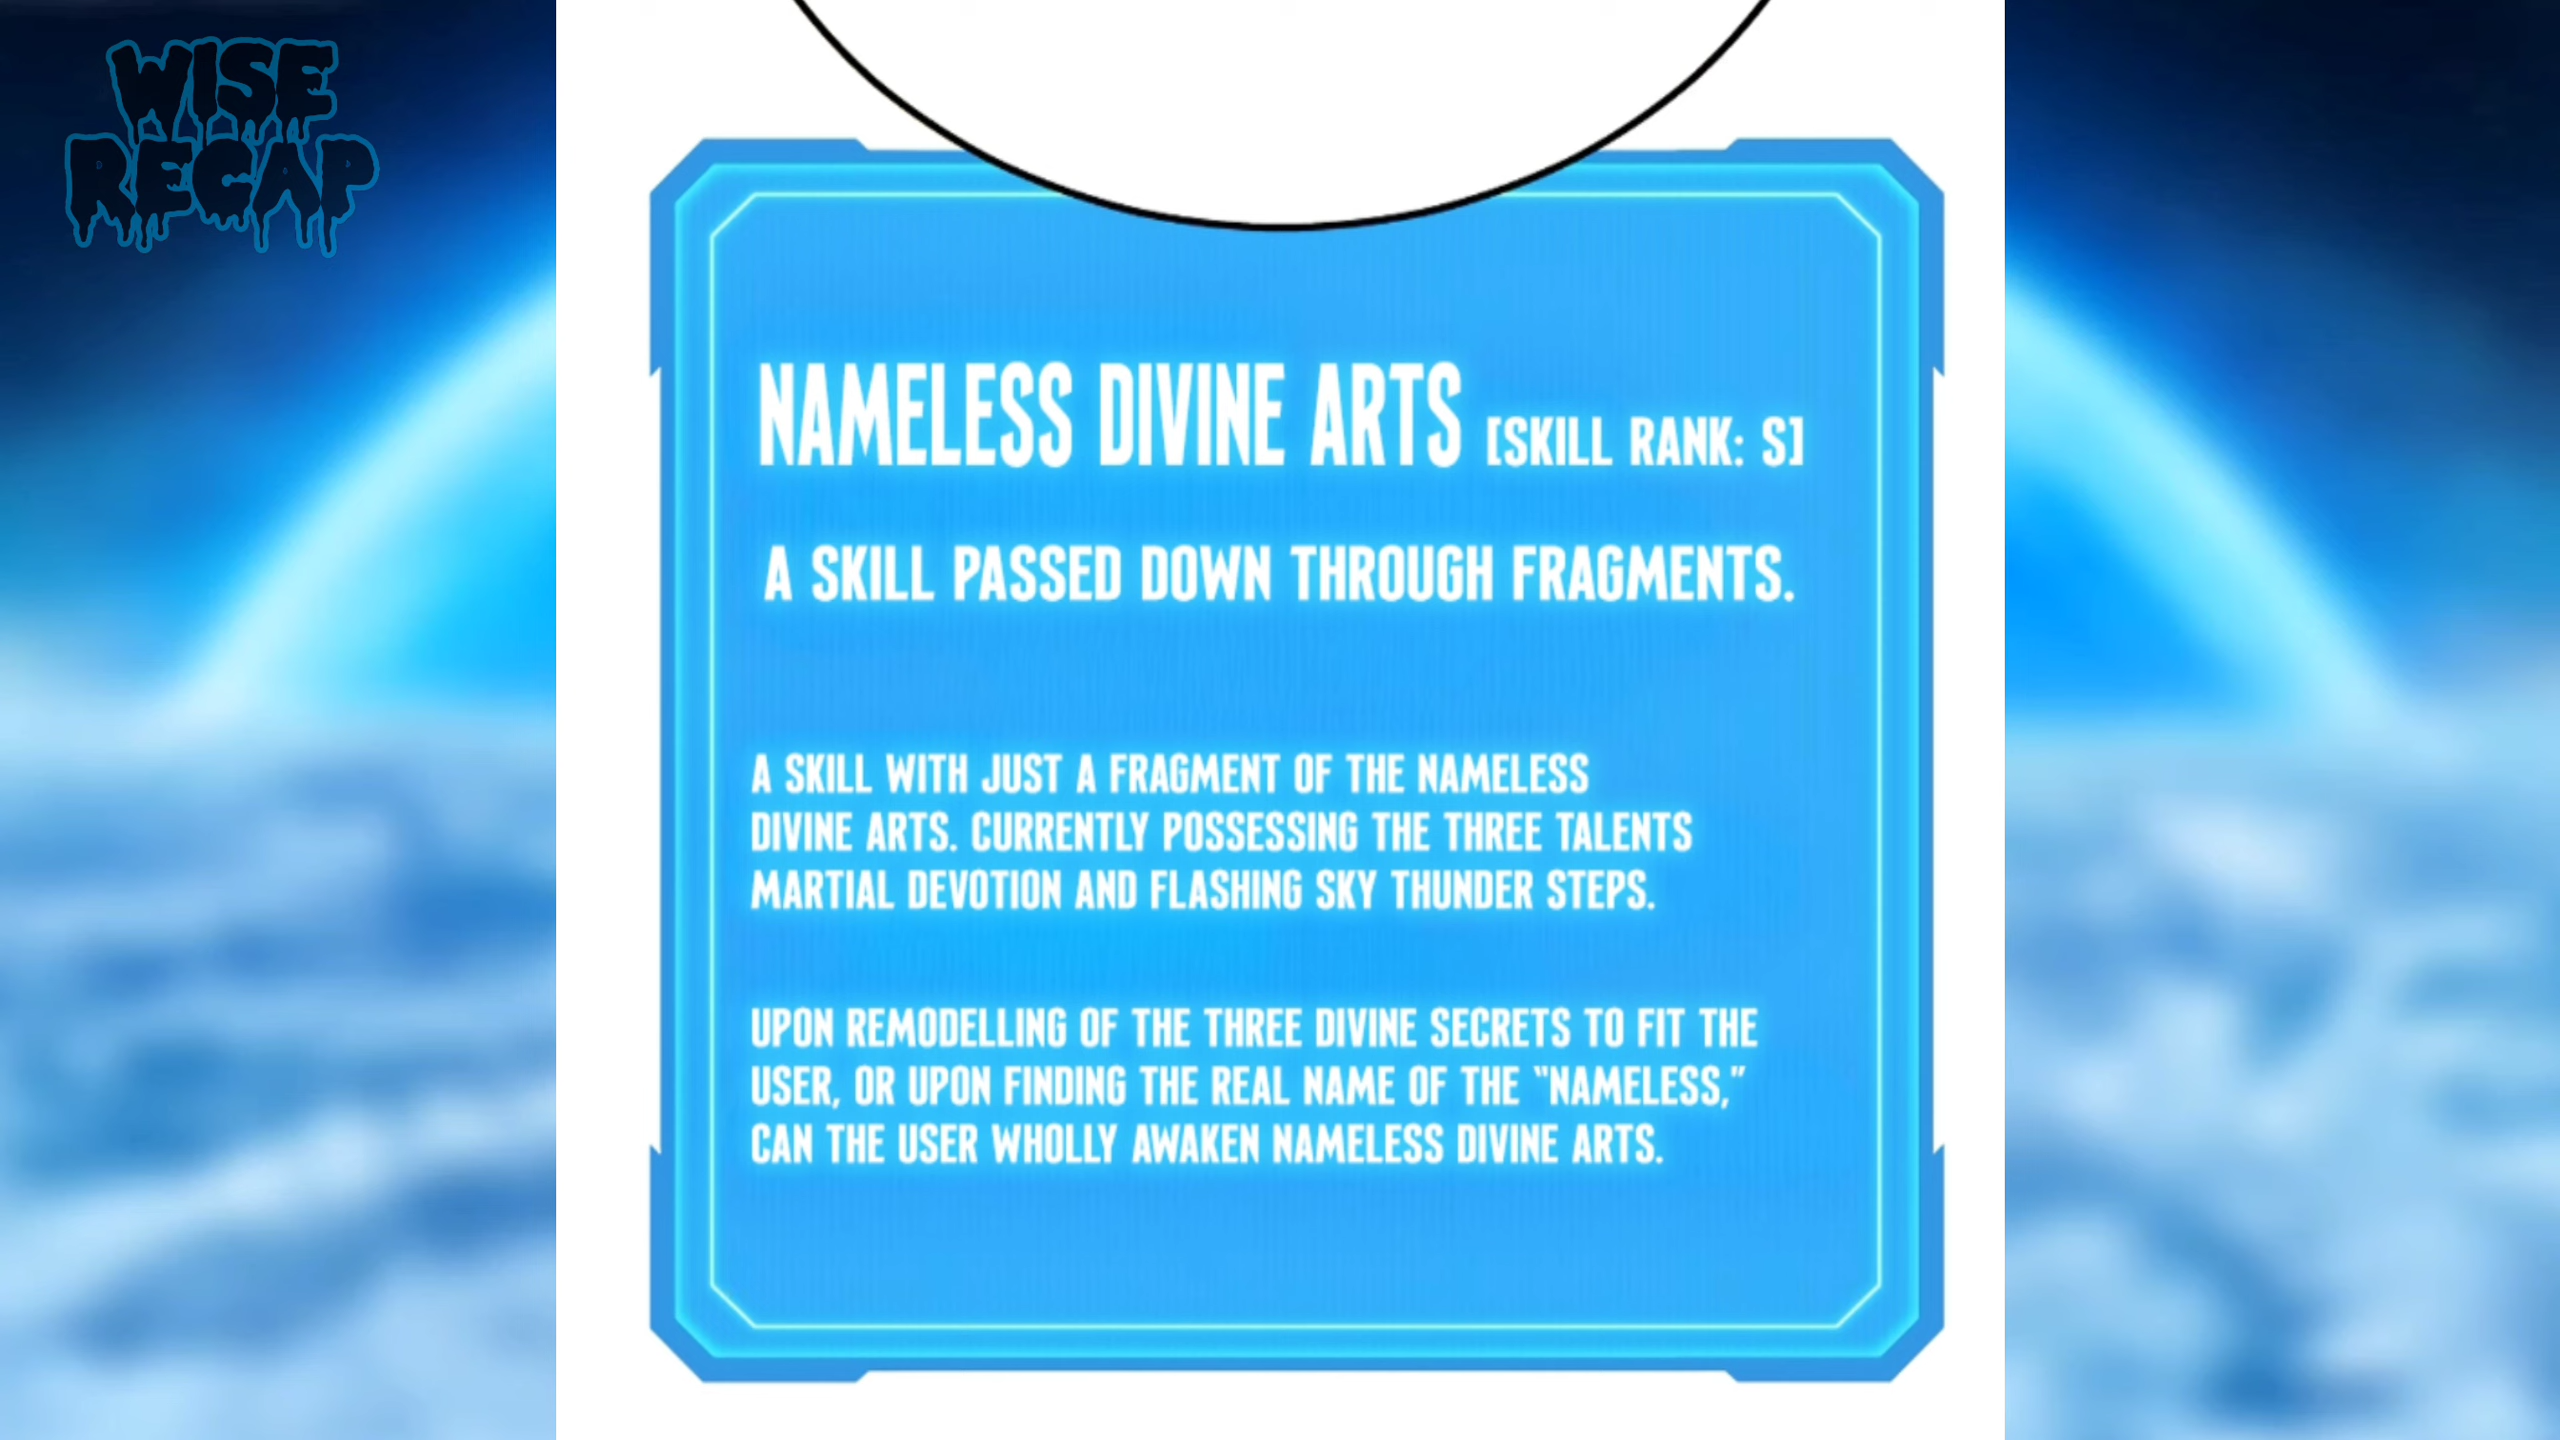 WISE
RECAP
NAMELESS DIVINE ARTS [SKILL RANK: S]
A SKILL PASSED DOWN THROUGH FRAGMENTS.
A SKILL WITH JUST A FRAGMENT OF THE NAMELESS
DIVINE ARTS. CURRENTLY POSSESSING THE THREE TALENTS
MARTIAL DEVOTION AND FLASHING SKY THUNDER STEPS.
UPON REMODELLING OF THE THREE DIVINE SECRETS TO FIT THE
USER, OR UPON FINDING THE REAL NAME OF THE “NAMELESS,”
CAN THE USER WHOLLY AWAKEN NAMELESS DIVINE ARTS.